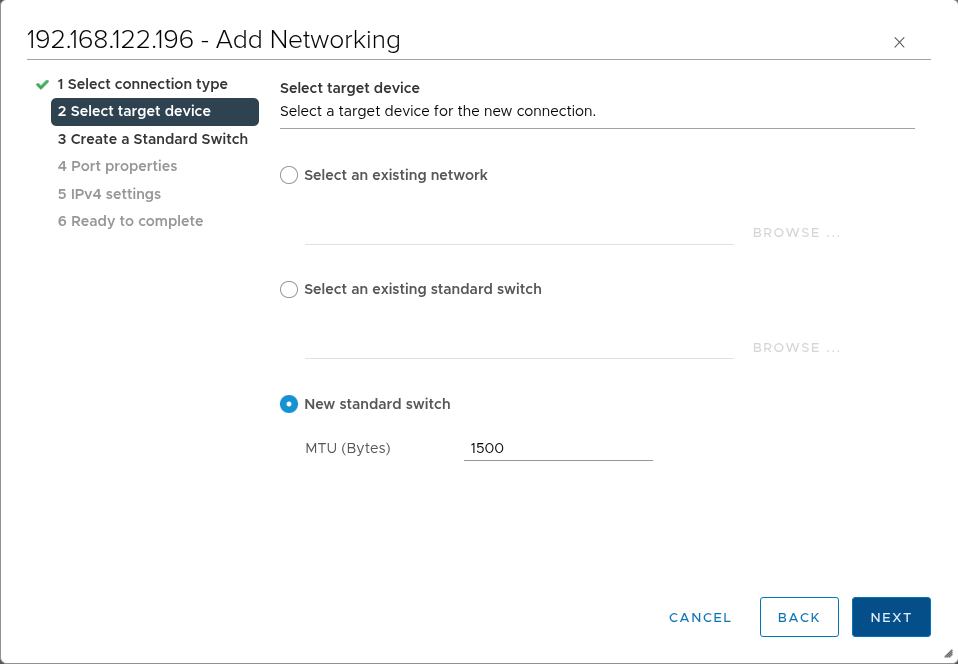 192.168.122.196 - Add Networking
1 Select connection type
2 Select target device
3 Create a Standard Switch
4 Port properties
5 IPv4 settings
6 Ready to complete
Select target device
Select a target device for the new connection.
Select an existing network
BROWSE ...
Select an existing standard switch
BROWSE ...
New standard switch
MTU (Bytes) 1500
CANCEL BACK NEXT